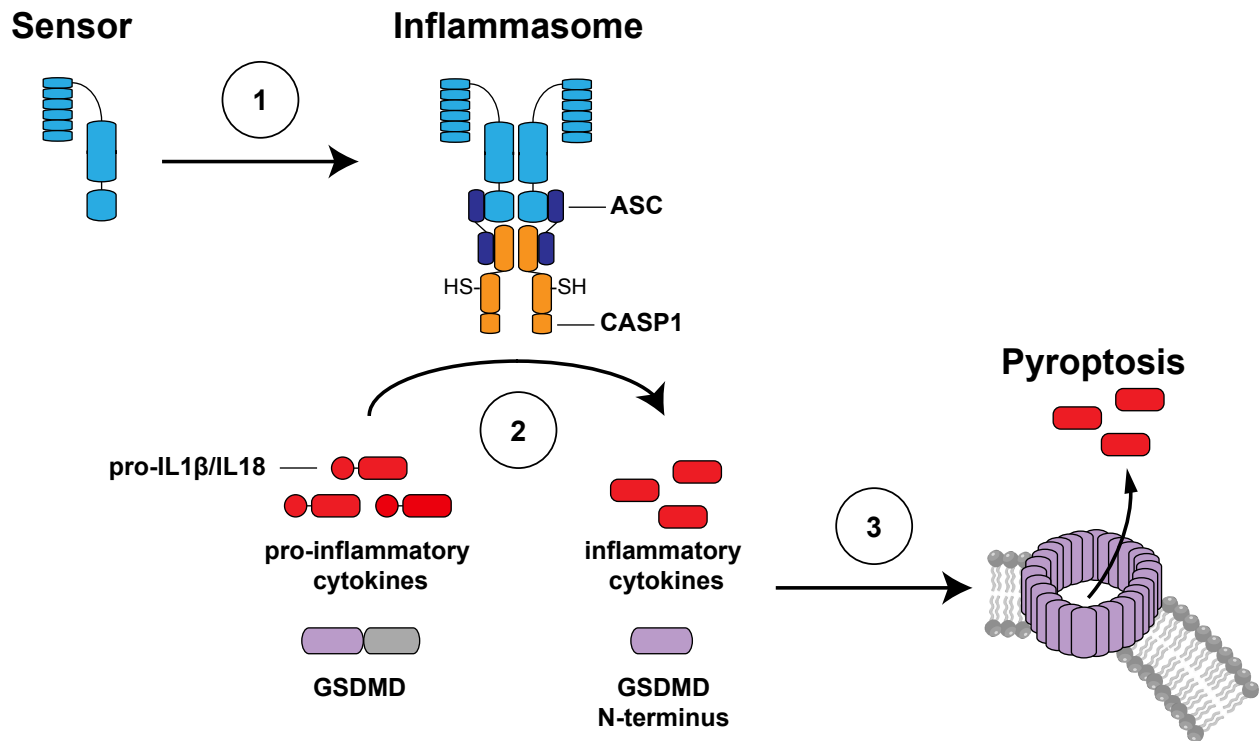 Sensor
Inflammasome
1
ASC
HS
SH
CASP1
Pyroptosis
2
pro-IL1β/IL18
3
pro-inflammatory
cytokines
inflammatory
cytokines
GSDMD
GSDMD
N-terminus